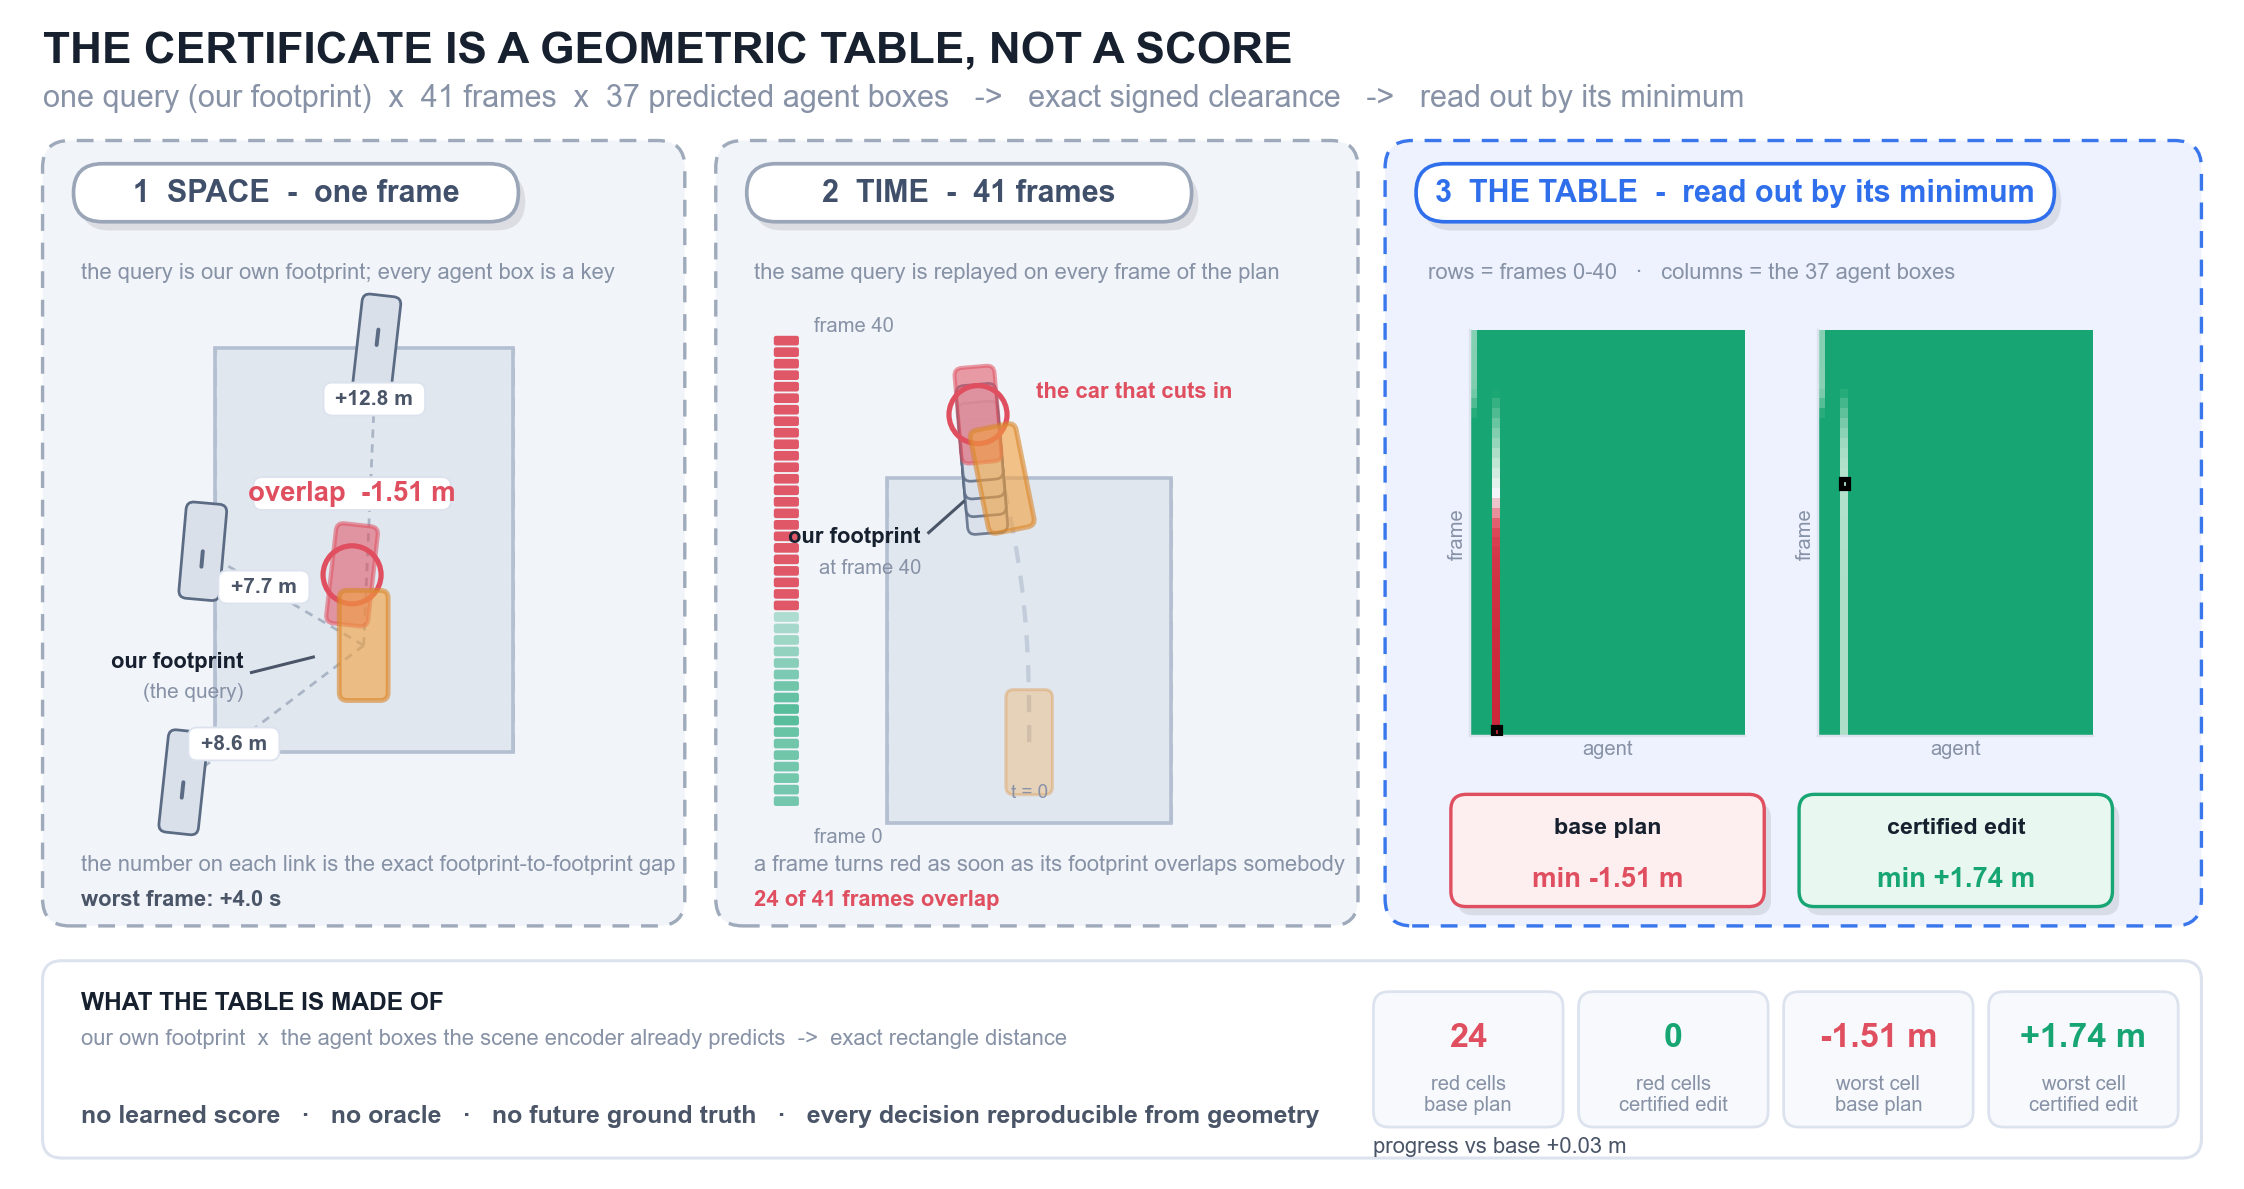 THE CERTIFICATE IS A GEOMETRIC TABLE, NOT A SCORE
one query (our footprint) x 41 frames x 37 predicted agent boxes -> exact signed clearance -> read out by its minimum
1 SPACE - one frame
the query is our own footprint; every agent box is a key
+12.8 m
overlap -1.51 m
+7.7 m
our footprint
(the query)
+8.6 m
the number on each link is the exact footprint-to-footprint gap
worst frame: +4.0 s
2 TIME - 41 frames
the same query is replayed on every frame of the plan
frame 40
the car that cuts in
our footprint
at frame 40
t = 0
frame 0
a frame turns red as soon as its footprint overlaps somebody
24 of 41 frames overlap
3 THE TABLE - read out by its minimum
rows = frames 0-40 · columns = the 37 agent boxes
frame
agent
frame
agent
base plan
min -1.51 m
certified edit
min +1.74 m
WHAT THE TABLE IS MADE OF
our own footprint x the agent boxes the scene encoder already predicts -> exact rectangle distance
no learned score · no oracle · no future ground truth · every decision reproducible from geometry
24
red cells
base plan
0
red cells
certified edit
-1.51 m
worst cell
base plan
+1.74 m
worst cell
certified edit
progress vs base +0.03 m